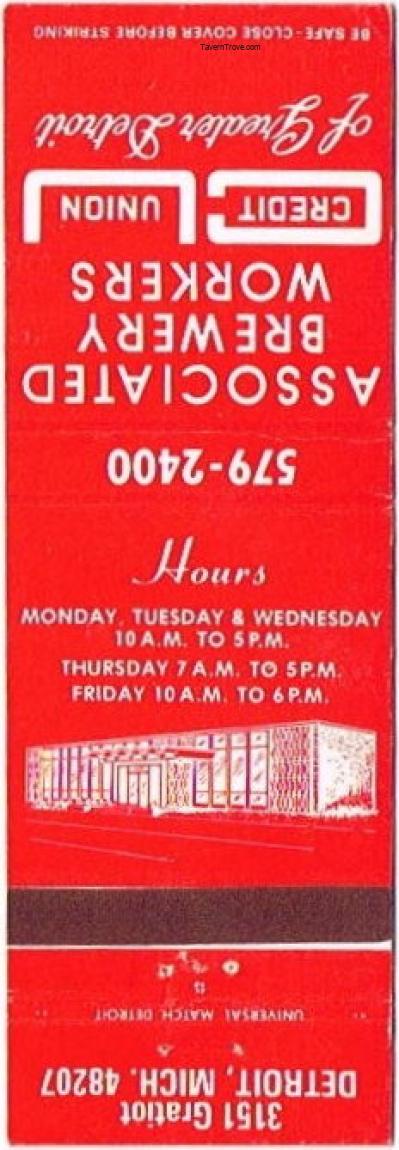 BE SAFE - CLOSE COVER BEFORE STRIKING
TavernTrove.com
of Greater Detroit
CREDIT UNION
ASSOCIATED
BREWERY
WORKERS
579-2400
Hours
MONDAY, TUESDAY & WEDNESDAY
10 A.M. TO 5 P.M.
THURSDAY 7 A.M. TO 5 P.M.
FRIDAY 10 A.M. TO 6 P.M.
3151 Gratiot
DETROIT, MICH. 48207
UNIVERSAL MATCH, DETROIT
13